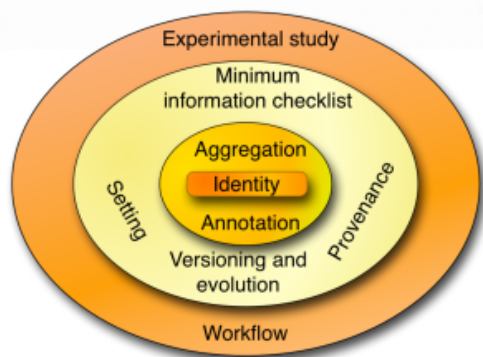 Experimental study
Minimum
information checklist
Aggregation
Identity
Annotation
Setting
Provenance
Versioning and
evolution
Workflow